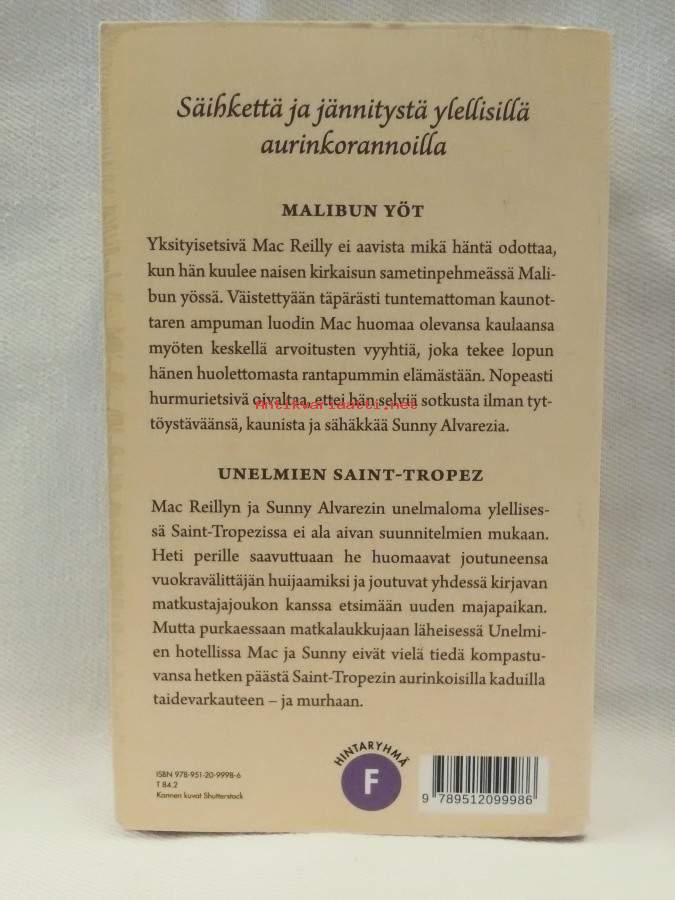 Säihkettä ja jännitystä ylellisillä
aurinkorannoilla
MALIBUN YÖT
Yksityisetsivä Mac Reilly ei aavista mikä häntä odottaa,
kun hän kuulee naisen kirkaisun sametinpehmeässä Mali-
bun yössä. Väistettyään täpärästi tuntemattoman kaunot-
taren ampuman luodin Mac huomaa olevansa kaulaansa
myöten keskellä arvoitusten vyyhtiä, joka tekee lopun
hänen huolettomasta rantapummin elämästään. Nopeasti
hurmurietsivä oivaltaa, ettei hän selviä sotkusta ilman tyt-
Antikvariaatti.net
töystäväänsä, kaunista ja sähäkkää Sunny Alvarezia.
UNELMIEN SAINT-TROPEZ
Mac Reillyn ja Sunny Alvarezin unelmaloma ylellises-
sä Saint-Tropezissa ei ala aivan suunnitelmien mukaan.
Heti perille saavuttuaan he huomaavat joutuneensa
vuokravälittäjän huijaamiksi ja joutuvat yhdessä kirjavan
matkustajajoukon kanssa etsimään uuden majapaikan.
Mutta purkaessaan matkalaukkujaan läheisessä Unelmi-
en hotellissa Mac ja Sunny eivät vielä tiedä kompastu-
vansa hetken päästä Saint-Tropezin aurinkoisilla kaduilla
taidevarkauteen – ja murhaan.
ISBN 978-951-20-9998-6
T 84.2
Kannen kuvat Shutterstock
HINTARYHMÄ
F
9 789512099986